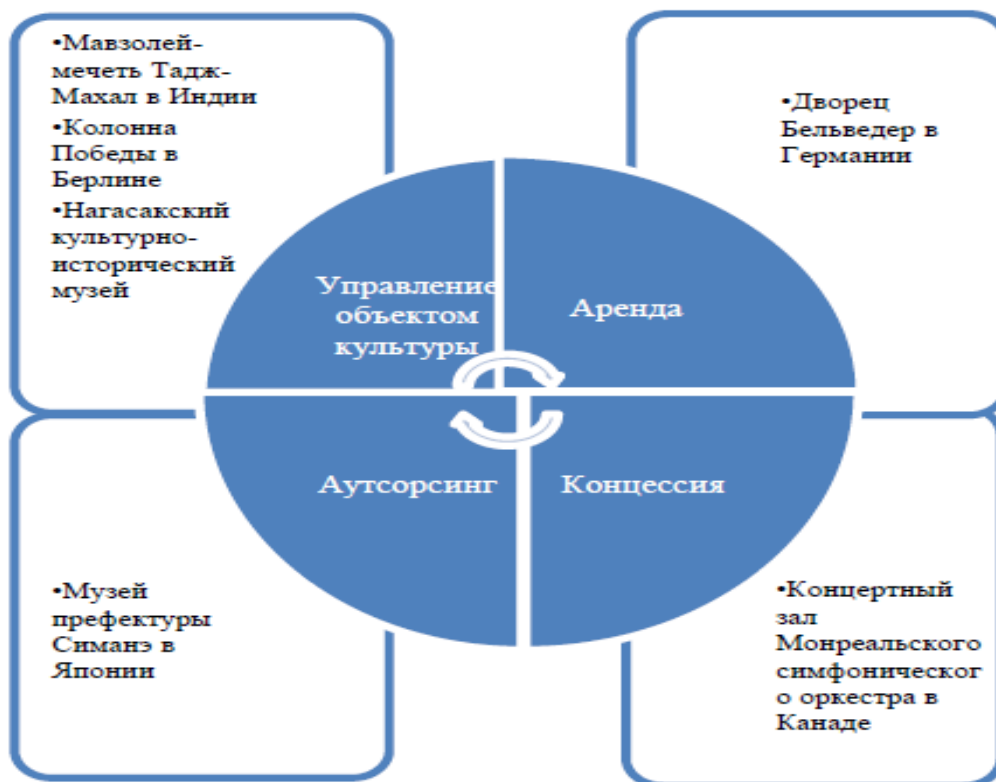 •Мавзолей-
мечеть Тадж-
Махал в Индии
•Колонна
Победы в
Берлине
•Нагасакский
культурно-
исторический
музей
•Дворец
Бельведер в
Германии
Управление
объектом
культуры
Аренда
Аутсорсинг
Концессия
•Музей
префектуры
Симанэ в
Японии
•Концертный
зал
Монреальского
симфоническог
о оркестра в
Канаде